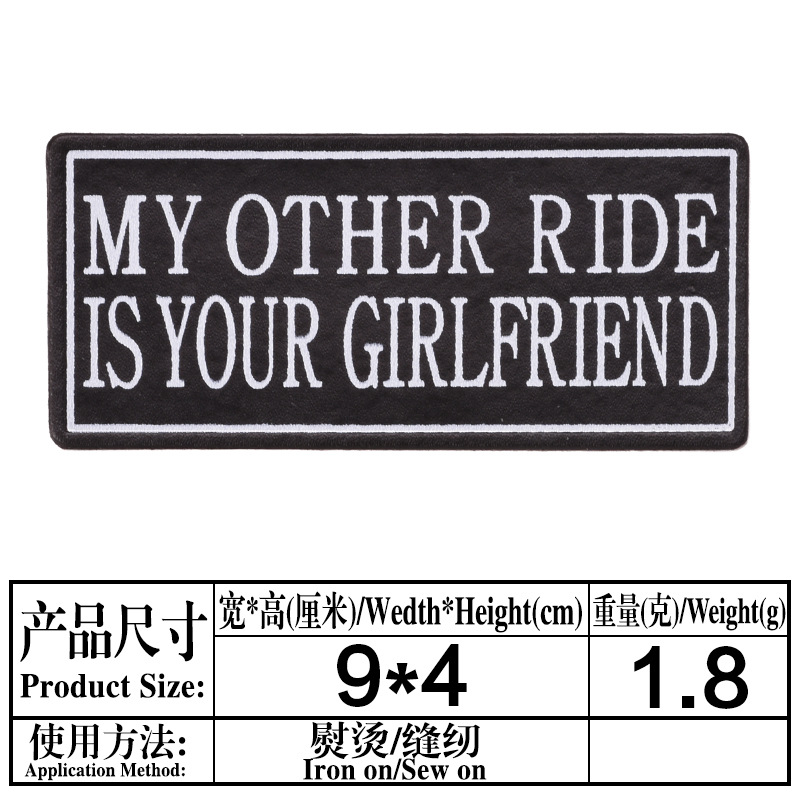 MY OTHER RIDE
IS YOUR GIRLFRIEND
产品尺寸
Product Size:
宽*高(厘米)/Wedth*Height(cm)
9*4
重量(克)/Weight(g)
1.8
使用方法:
Application Method:
熨烫/缝纫
Iron on/Sew on